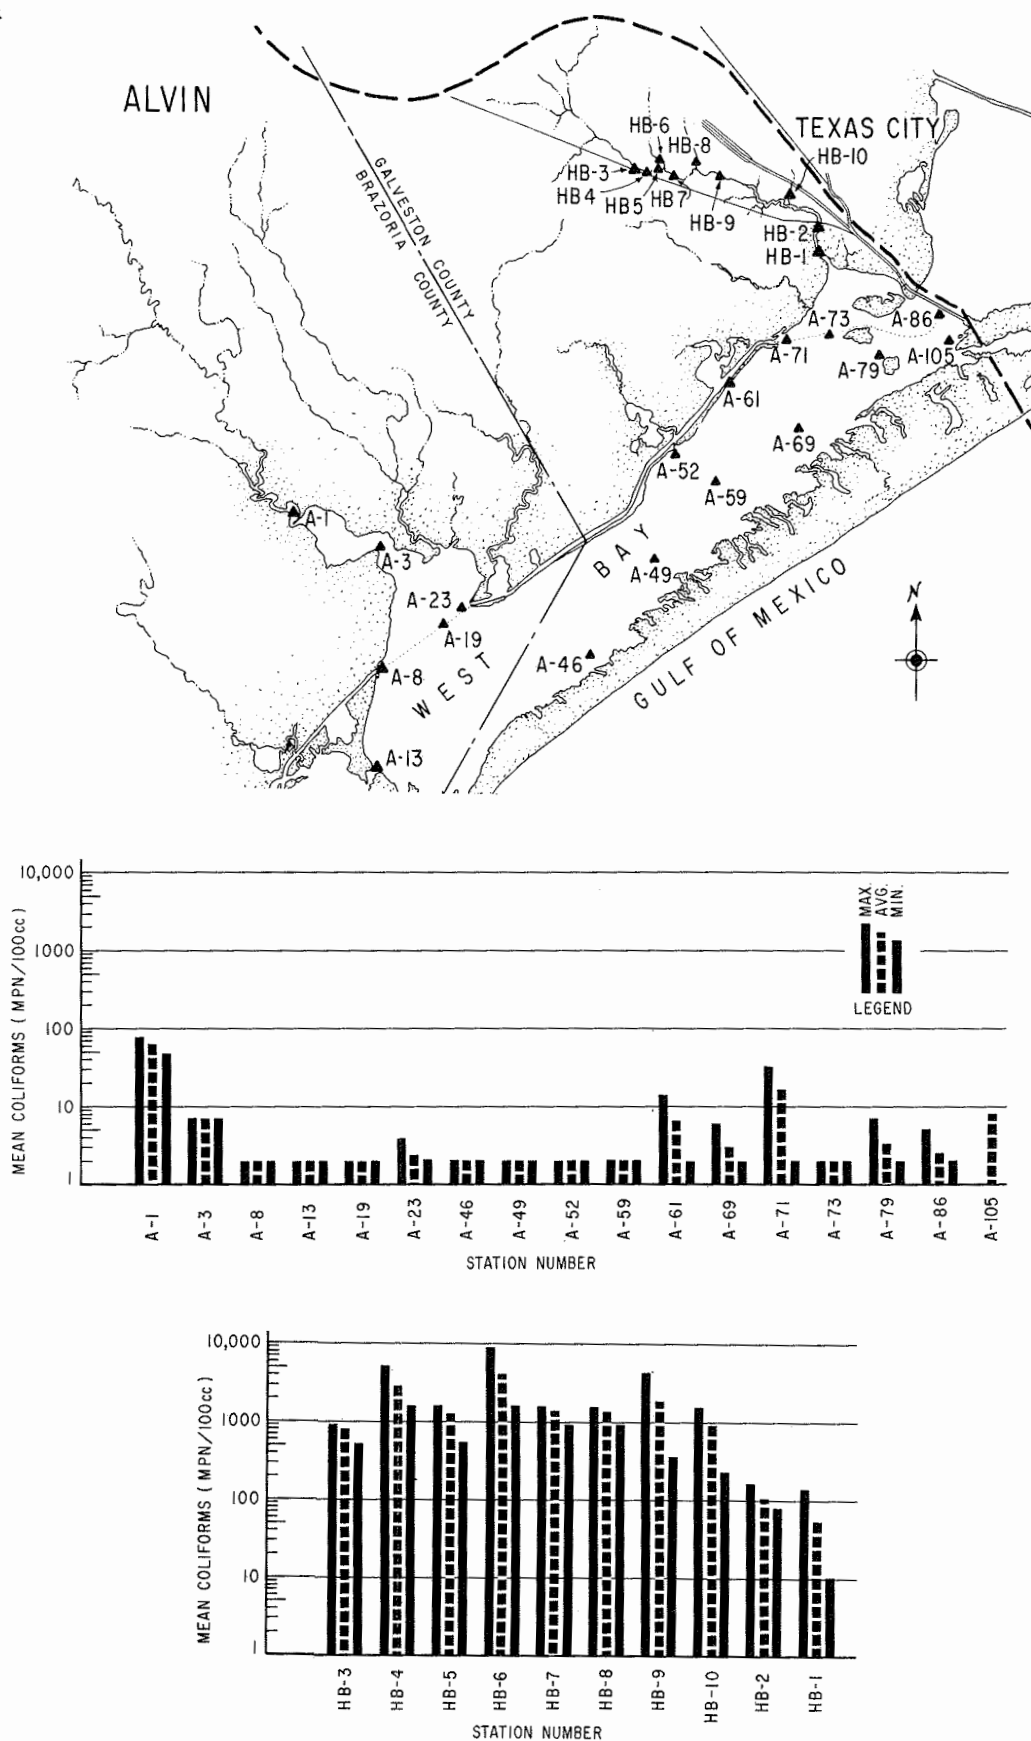 ALVIN
TEXAS CITY
GALVESTON COUNTY
BRAZORIA COUNTY
HB-6
HB-8
HB-10
HB-3
HB4
HB5
HB7
HB-9
HB-2
HB-1
A-73
A-86
A-71
A-79
A-105
A-61
A-69
A-52
A-59
A-1
A-3
A-49
A-23
A-19
A-46
A-8
A-13
WEST BAY
GULF OF MEXICO
N
MEAN COLIFORMS (MPN/100cc)
10,000
1000
100
10
1
MAX.
AVG.
MIN.
LEGEND
A-1
A-3
A-8
A-13
A-19
A-23
A-46
A-49
A-52
A-59
A-61
A-69
A-71
A-73
A-79
A-86
A-105
STATION NUMBER
MEAN COLIFORMS (MPN/100cc)
10,000
1000
100
10
1
HB-3
HB-4
HB-5
HB-6
HB-7
HB-8
HB-9
HB-10
HB-2
HB-1
STATION NUMBER